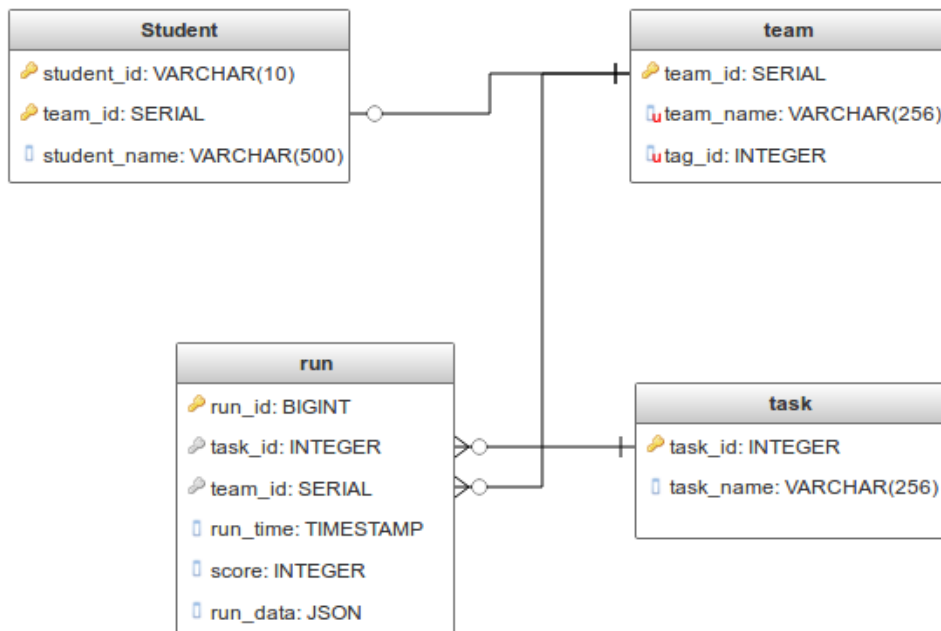 Student
student_id: VARCHAR(10)
team_id: SERIAL
student_name: VARCHAR(500)
team
team_id: SERIAL
team_name: VARCHAR(256)
tag_id: INTEGER
run
run_id: BIGINT
task_id: INTEGER
team_id: SERIAL
run_time: TIMESTAMP
score: INTEGER
run_data: JSON
task
task_id: INTEGER
task_name: VARCHAR(256)